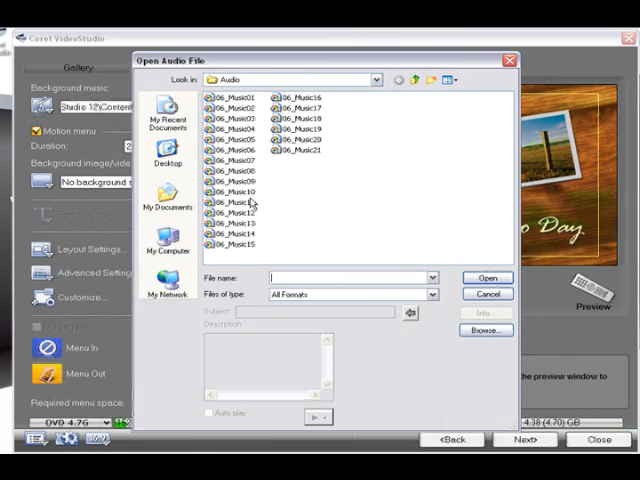 Corel VideoStudio
Open Audio File
Gallery
Look in:
Audio
Background music:
Studio 12\Content
Motion menu
Duration:
Background image/vide
No background s
Layout Settings...
Advanced Setting
Customize...
Menu In
Menu Out
Required menu space:
DVD 4.7G
My Recent
Documents
Desktop
My Documents
My Computer
My Network
06_Music01
06_Music02
06_Music03
06_Music04
06_Music05
06_Music06
06_Music07
06_Music08
06_Music09
06_Music10
06_Music12
06_Music13
06_Music14
06_Music15
06_Music16
06_Music17
06_Music18
06_Music19
06_Music20
06_Music21
File name:
Open
Files of type:
All Formats
Cancel
Subject:
Info...
Description
Browse...
Auto play
o Day
Preview
the preview window to
4.38 (4.70) GB
<Back
Next>
Close